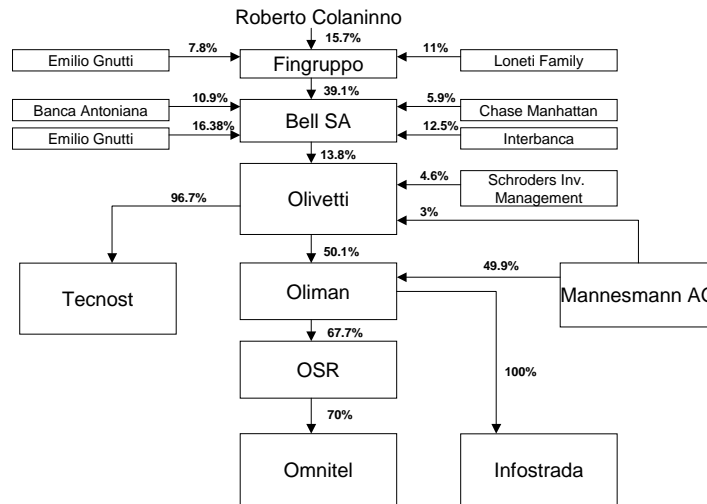 Roberto Colaninno
15.7%
Emilio Gnutti
7.8%
Fingruppo
11%
Loneti Family
39.1%
Banca Antoniana
10.9%
Bell SA
5.9%
Chase Manhattan
Emilio Gnutti
16.38%
12.5%
Interbanca
13.8%
96.7%
Olivetti
4.6%
Schroders Inv.
Management
3%
50.1%
Tecnost
Oliman
49.9%
Mannesmann AG
67.7%
OSR
100%
70%
Omnitel
Infostrada